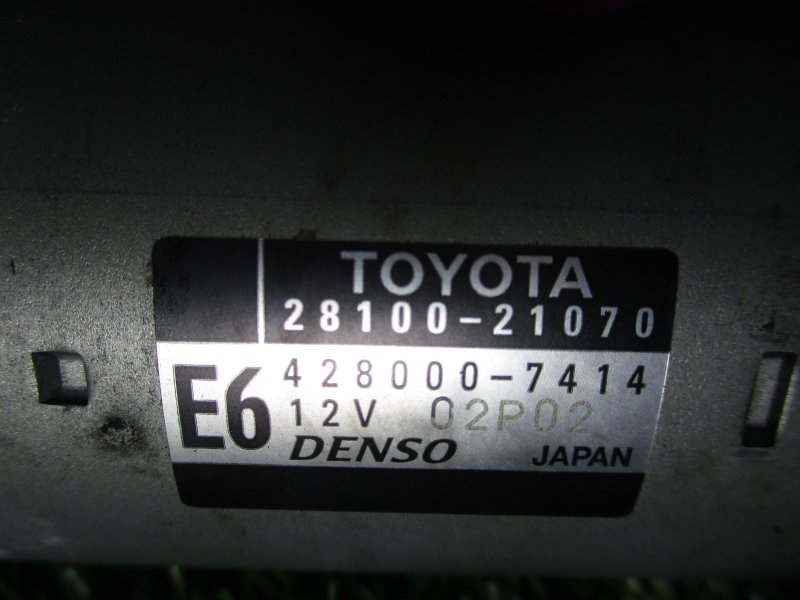 TOYOTA
28100-21070
E6
428000-7414
12V 02P02
DENSO JAPAN